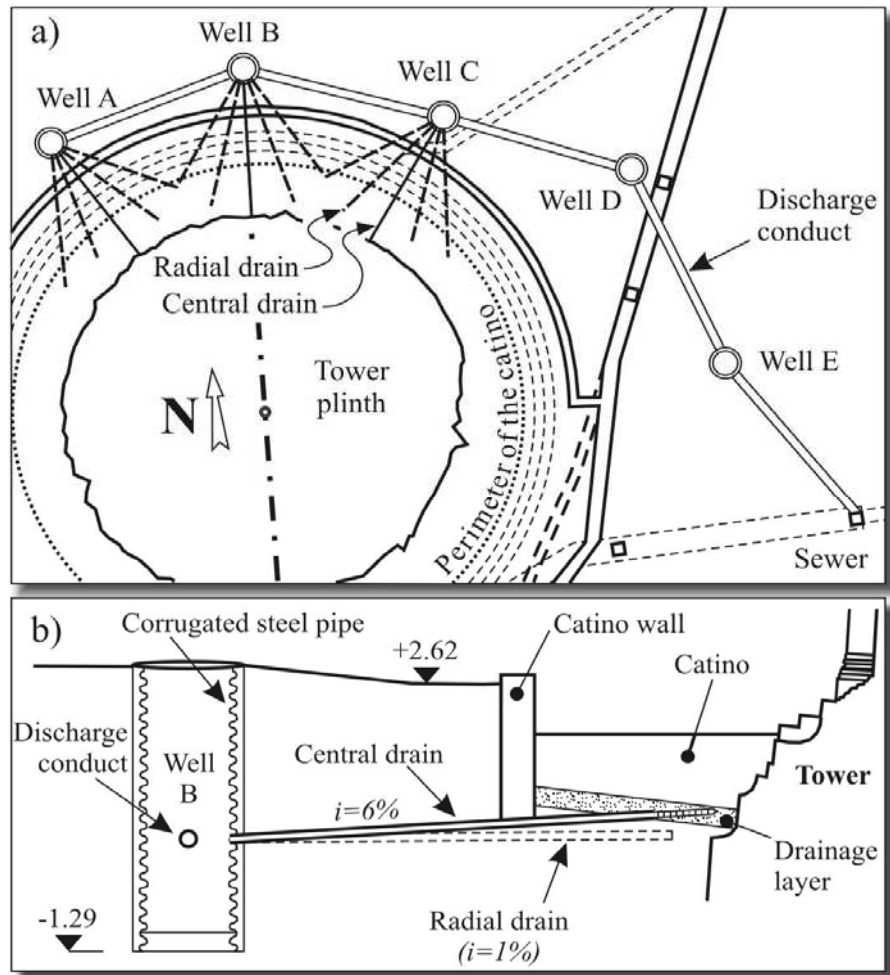 a)
Well B
Well C
Well A
Well D
Discharge
conduct
Radial drain
Central drain
Well E
Tower
plinth
N
Perimeter of the catino
Sewer
b)
Corrugated steel pipe
Catino wall
+2.62
Catino
Discharge
conduct
Well
B
Central drain
Tower
i=6%
Drainage
layer
Radial drain
(i=1%)
-1.29